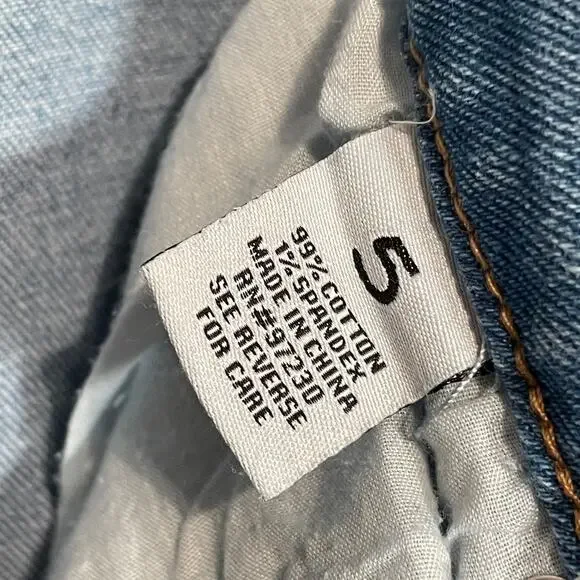 5
99% COTTON
1% SPANDEX
MADE IN CHINA
RN#97230
SEE REVERSE
FOR CARE